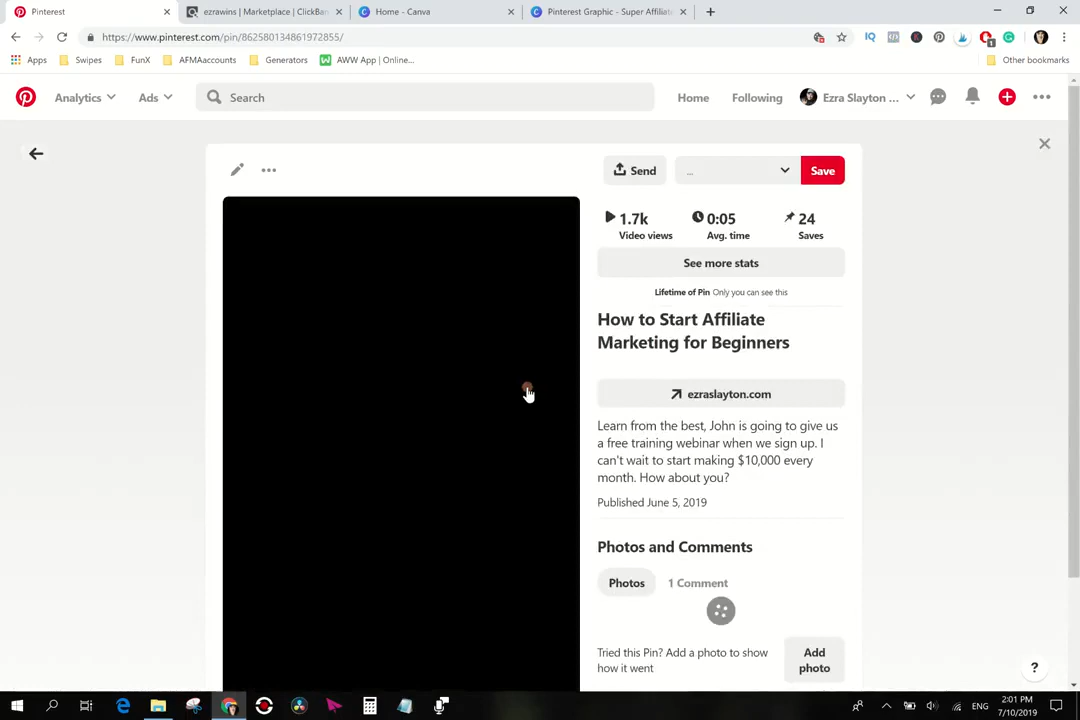 Pinterest
ezrawins | Marketplace | ClickBan
Home - Canva
Pinterest Graphic - Super Affiliate
https://www.pinterest.com/pin/862580134861972855/
IQ
1
Apps
Swipes
FunX
AFMAaccounts
Generators
AWW App | Online...
Other bookmarks
Analytics
Ads
Search
Home
Following
Ezra Slayton ...
Send
...
Save
1.7k
0:05
24
Video views
Avg. time
Saves
See more stats
Lifetime of Pin Only you can see this
How to Start Affiliate
Marketing for Beginners
ezraslayton.com
Learn from the best, John is going to give us
a free training webinar when we sign up. I
can't wait to start making $10,000 every
month. How about you?
Published June 5, 2019
Photos and Comments
Photos
1 Comment
Tried this Pin? Add a photo to show
how it went
Add
photo
?
ENG
2:01 PM
7/10/2019